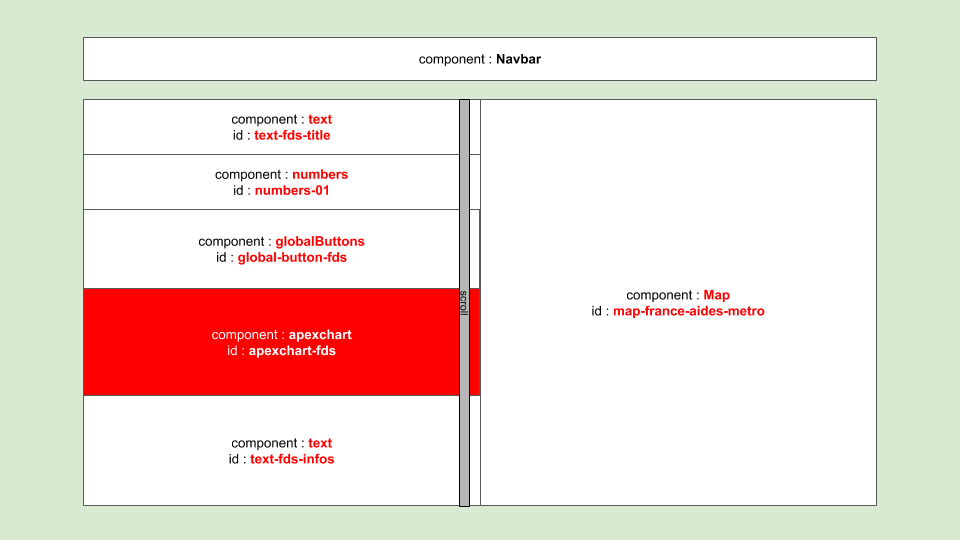 component : Navbar
component : text
id : text-fds-title
component : numbers
id : numbers-01
component : globalButtons
id : global-button-fds
component : apexchart
id : apexchart-fds
component : text
id : text-fds-infos
scroll
component : Map
id : map-france-aides-metro